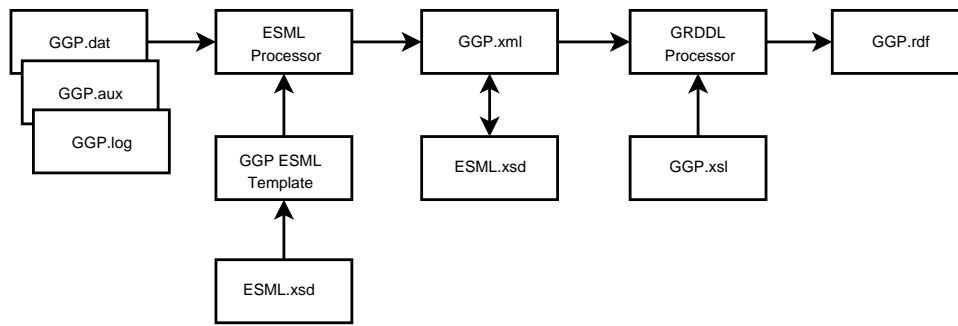 GGP.dat
GGP.aux
GGP.log
ESML
Processor
GGP.xml
GRDDL
Processor
GGP.rdf
GGP ESML
Template
ESML.xsd
GGP.xsl
ESML.xsd